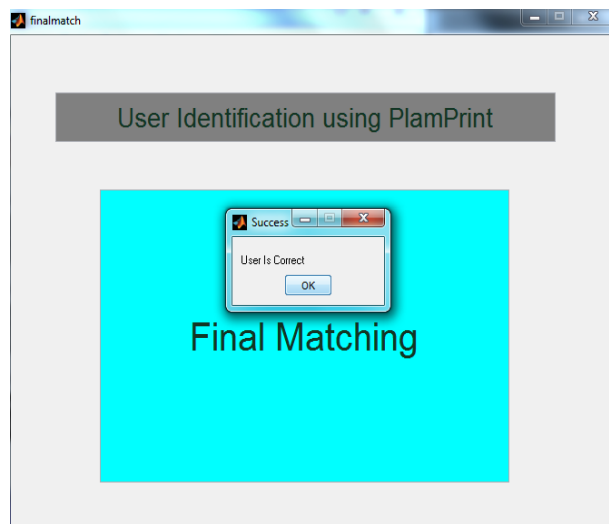 finalmatch
User Identification using PlamPrint
Success
User Is Correct
OK
Final Matching